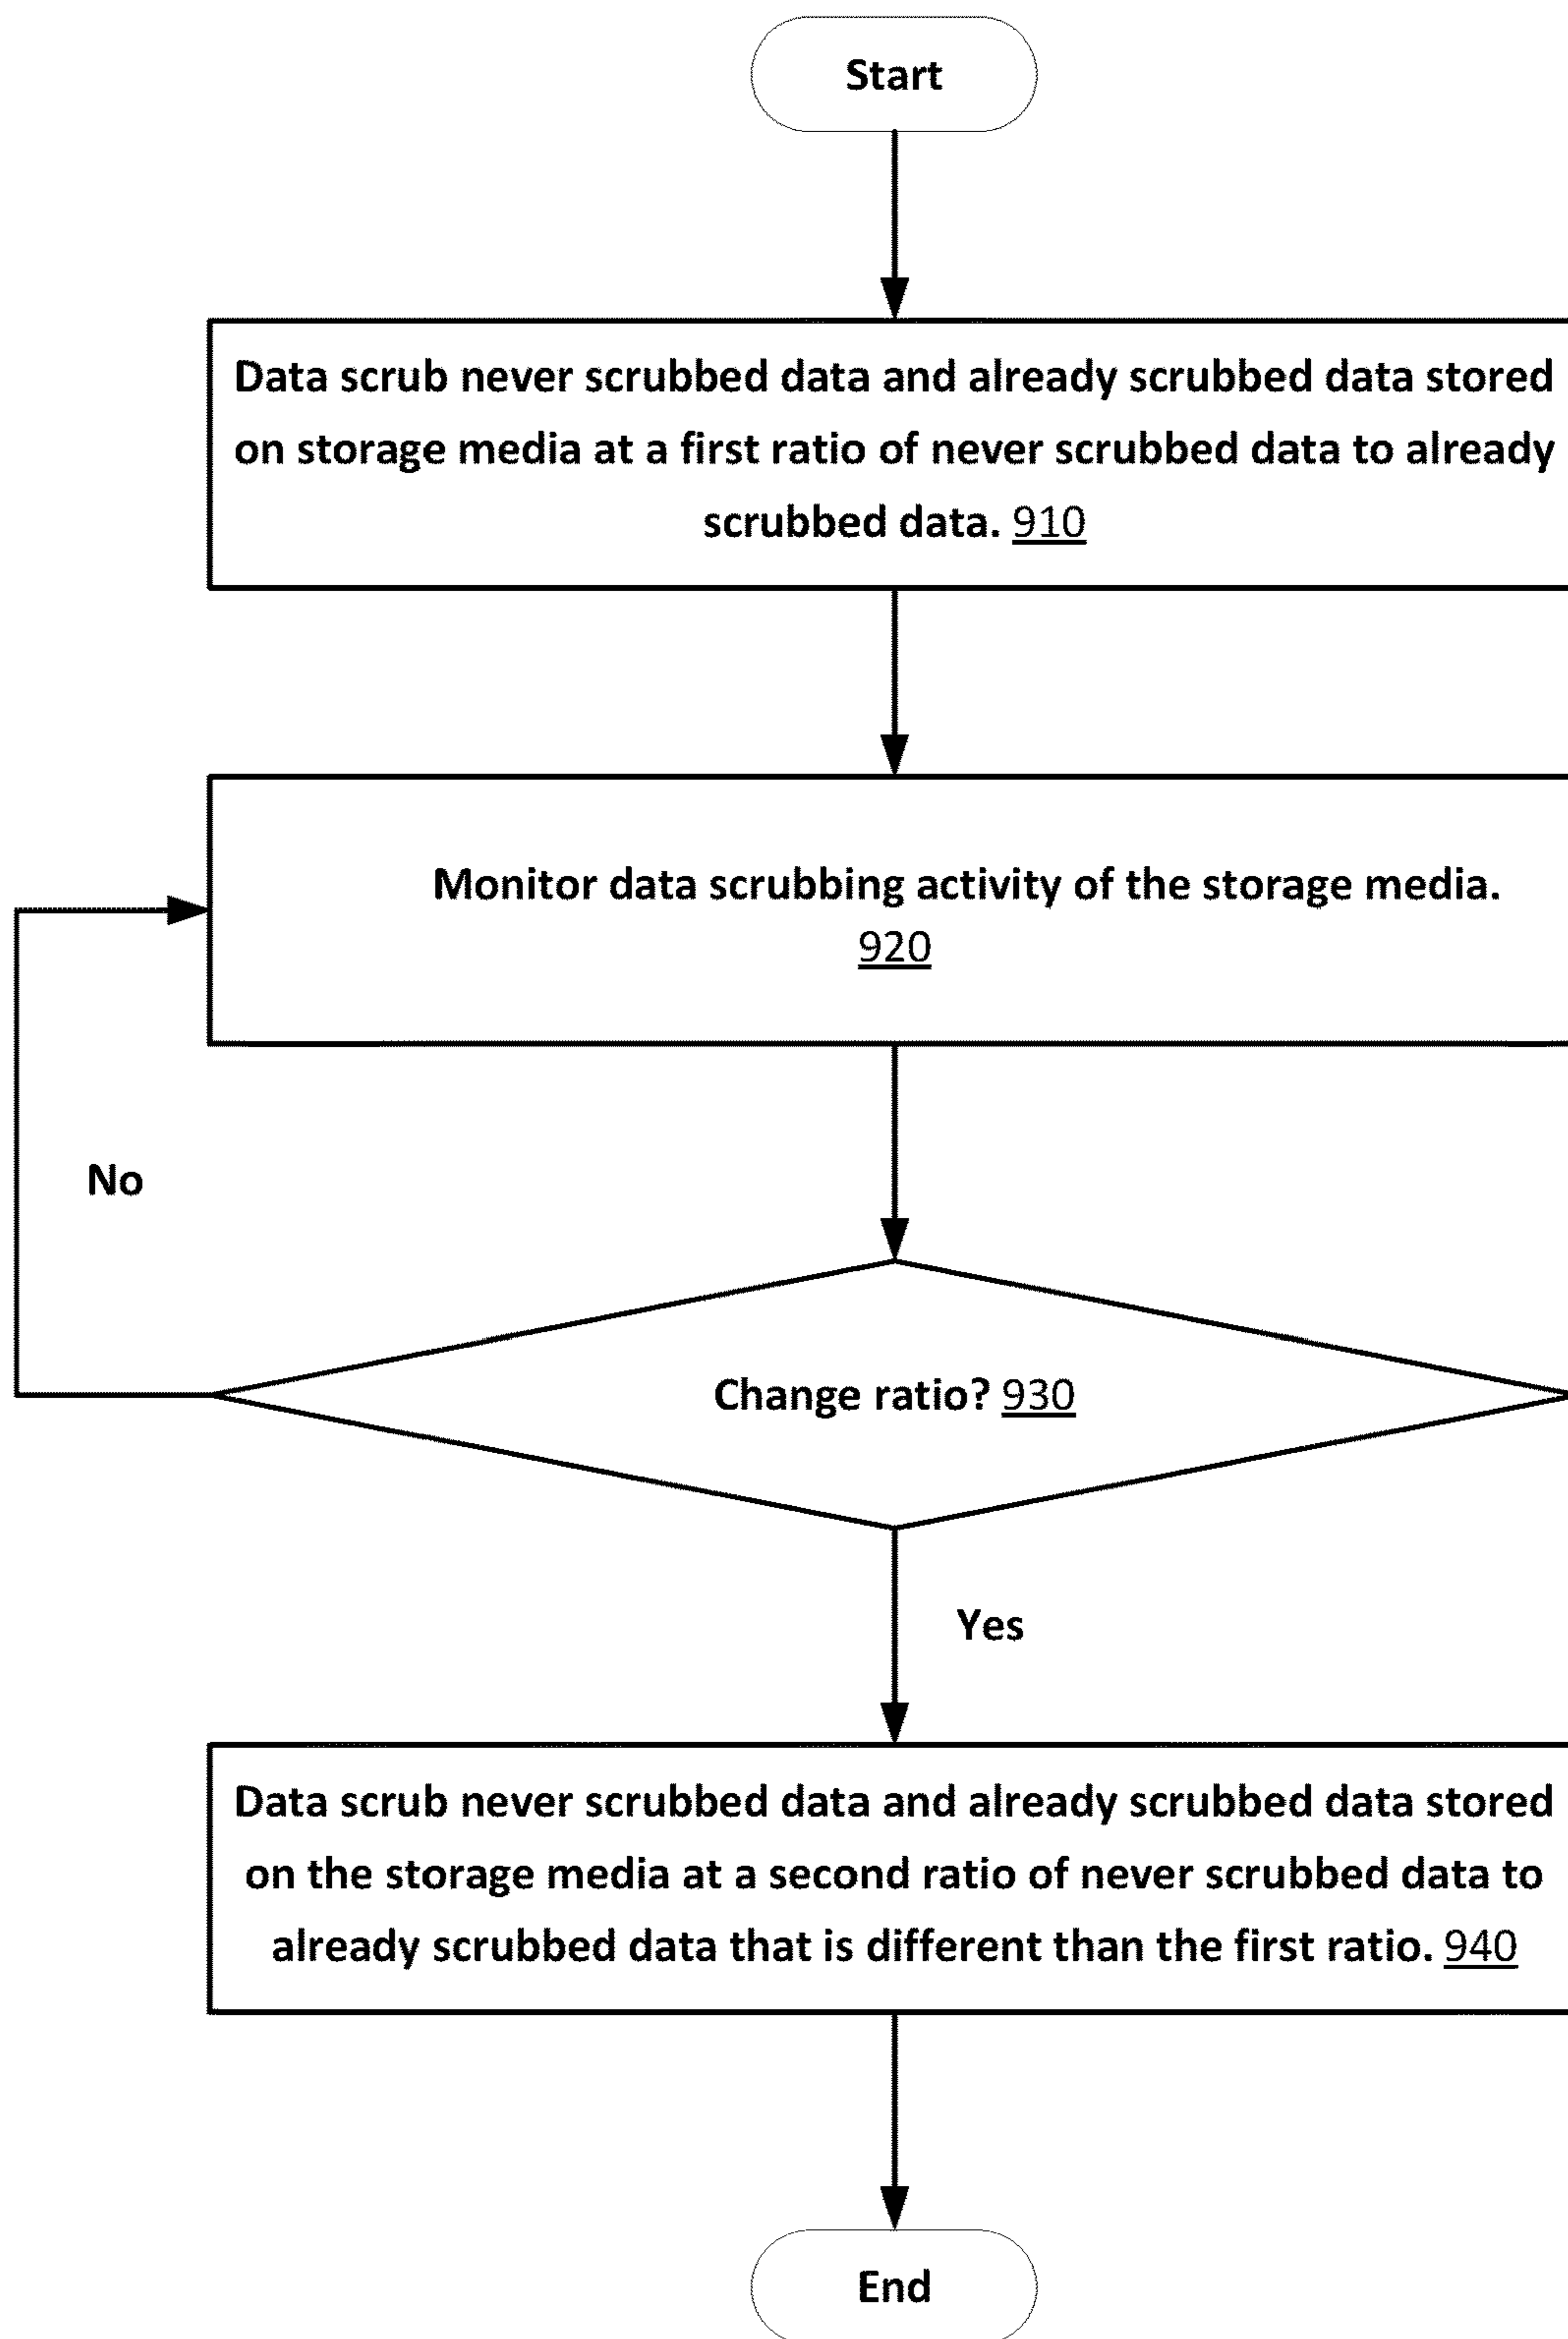 Start
Data scrub never scrubbed data and already scrubbed data stored
on storage media at a first ratio of never scrubbed data to already
scrubbed data. 910
Monitor data scrubbing activity of the storage media.
920
No
Change ratio? 930
Yes
Data scrub never scrubbed data and already scrubbed data stored
on the storage media at a second ratio of never scrubbed data to
already scrubbed data that is different than the first ratio. 940
End